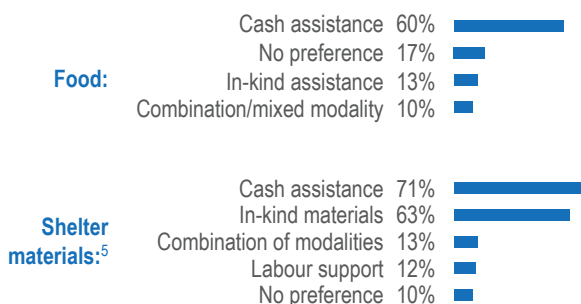 Food:
Cash assistance 60%
No preference 17%
In-kind assistance 13%
Combination/mixed modality 10%
Shelter
materials:5
Cash assistance 71%
In-kind materials 63%
Combination of modalities 13%
Labour support 12%
No preference 10%